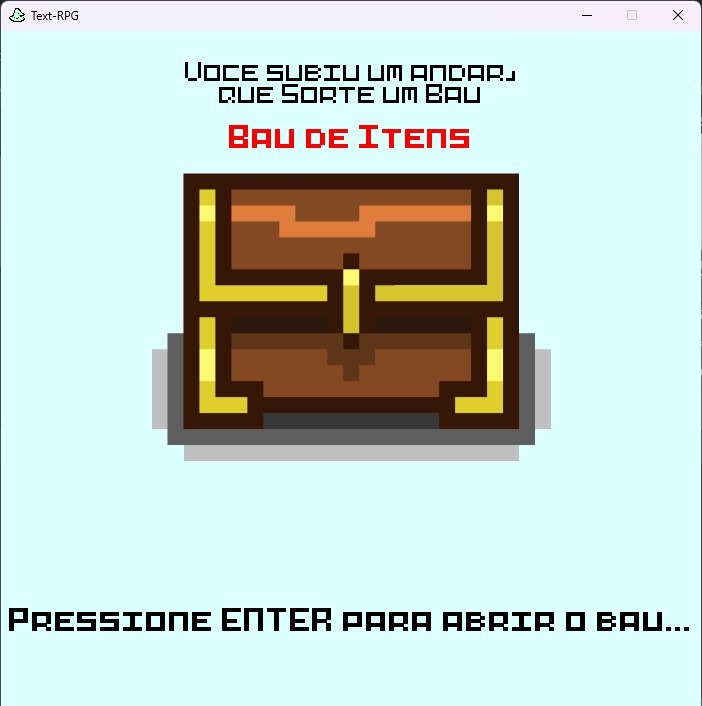 Text-RPG
Voce subiu um andar,
que Sorte um Bau
Bau de Itens
Pressione ENTER para abrir o bau...